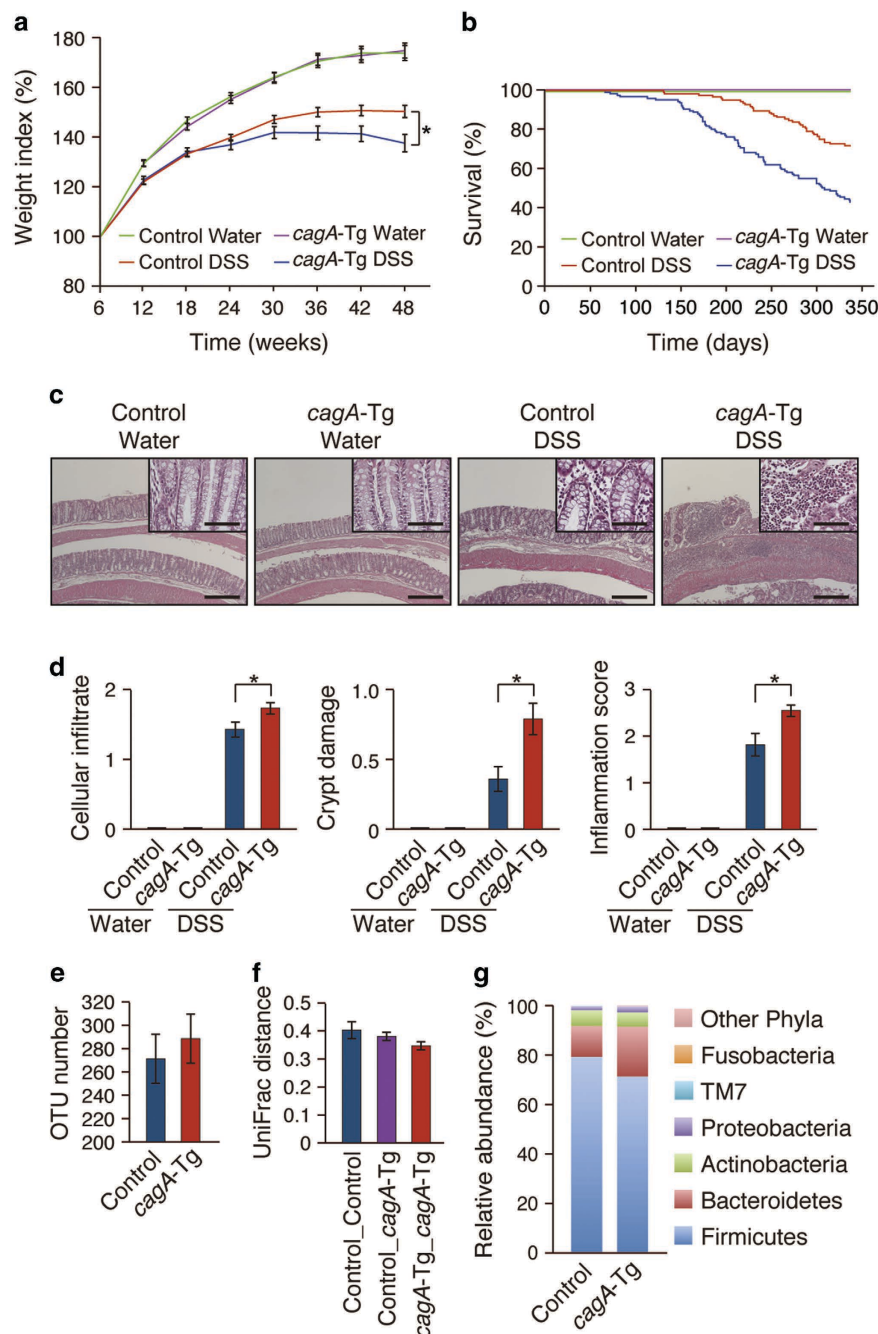 a
180
160
140
120
100
80
Weight index (%)
*
Control Water
cagA-Tg Water
Control DSS
cagA-Tg DSS
6 12 18 24 30 36 42 48
Time (weeks)
b
100
80
60
40
20
0
Survival (%)
Control Water
cagA-Tg Water
Control DSS
cagA-Tg DSS
0 50 100 150 200 250 300 350
Time (days)
c
Control
Water
cagA-Tg
Water
Control
DSS
cagA-Tg
DSS
d
Cellular infiltrate
2
1
0
*
Control
cagA-Tg
Control
cagA-Tg
Water
DSS
Crypt damage
1.0
0.5
0
*
Control
cagA-Tg
Control
cagA-Tg
Water
DSS
Inflammation score
3
2
1
0
*
Control
cagA-Tg
Control
cagA-Tg
Water
DSS
e
OTU number
320
300
280
260
240
220
200
Control
cagA-Tg
f
UniFrac distance
0.5
0.4
0.3
0.2
0.1
0
Control_Control
Control_cagA-Tg
cagA-Tg_cagA-Tg
g
Relative abundance (%)
100
80
60
40
20
0
Control
cagA-Tg
Other Phyla
Fusobacteria
TM7
Proteobacteria
Actinobacteria
Bacteroidetes
Firmicutes